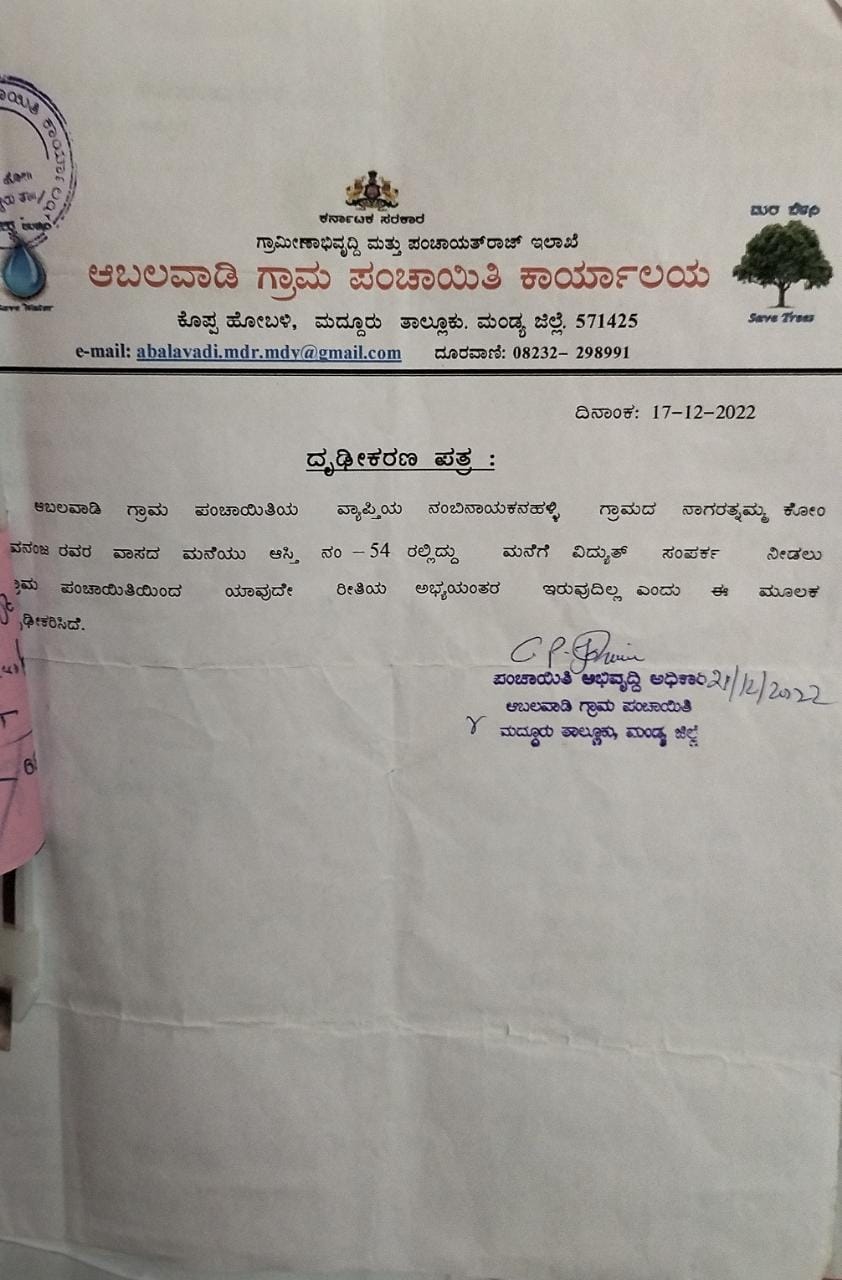 ಕರ್ನಾಟಕ ಸರಕಾರ
ಗ್ರಾಮೀಣಾಭಿವೃದ್ದಿ ಮತ್ತು ಪಂಚಾಯತ್‌ರಾಜ್ ಇಲಾಖೆ
ಆಬಲವಾಡಿ ಗ್ರಾಮ ಪಂಚಾಯಿತಿ ಕಾರ್ಯಾಲಯ
ಕೊಪ್ಪ ಹೋಬಳಿ, ಮದ್ದೂರು ತಾಲ್ಲೂಕು. ಮಂಡ್ಯ ಜಿಲ್ಲೆ. 571425
e-mail: abalavadi.mdr.mdy@gmail.com ದೂರವಾಣಿ: 08232– 298991
Save Water
Save Trees
ದಿನಾಂಕ: 17–12–2022
ದೃಢೀಕರಣ ಪತ್ರ :
ಆಬಲವಾಡಿ ಗ್ರಾಮ ಪಂಚಾಯಿತಿಯ ವ್ಯಾಪ್ತಿಯ ನಂಬಿನಾಯಕನಹಳ್ಳಿ ಗ್ರಾಮದ ನಾಗರತ್ನಮ್ಮ ಕೋಂ
ರವರ ವಾಸದ ಮನೆಯು ಆಸ್ತಿ ನಂ –54 ರಲ್ಲಿದ್ದು ಮನೆಗೆ ವಿದ್ಯುತ್ ಸಂಪರ್ಕ ನೀಡಲು
ಪಂಚಾಯಿತಿಯಿಂದ ಯಾವುದೇ ರೀತಿಯ ಅಭ್ಯಯಂತರ ಇರುವುದಿಲ್ಲ ಎಂದು ಈ ಮೂಲಕ
ಢೀಕರಿಸಿದೆ.
21/12/2022
ಪಂಚಾಯಿತಿ ಅಭಿವೃದ್ದಿ ಅಧಿಕಾರಿ
ಆಬಲವಾಡಿ ಗ್ರಾಮ ಪಂಚಾಯಿತಿ
ಮದ್ದೂರು ತಾಲ್ಲೂಕು, ಮಂಡ್ಯ ಜಿಲ್ಲೆ